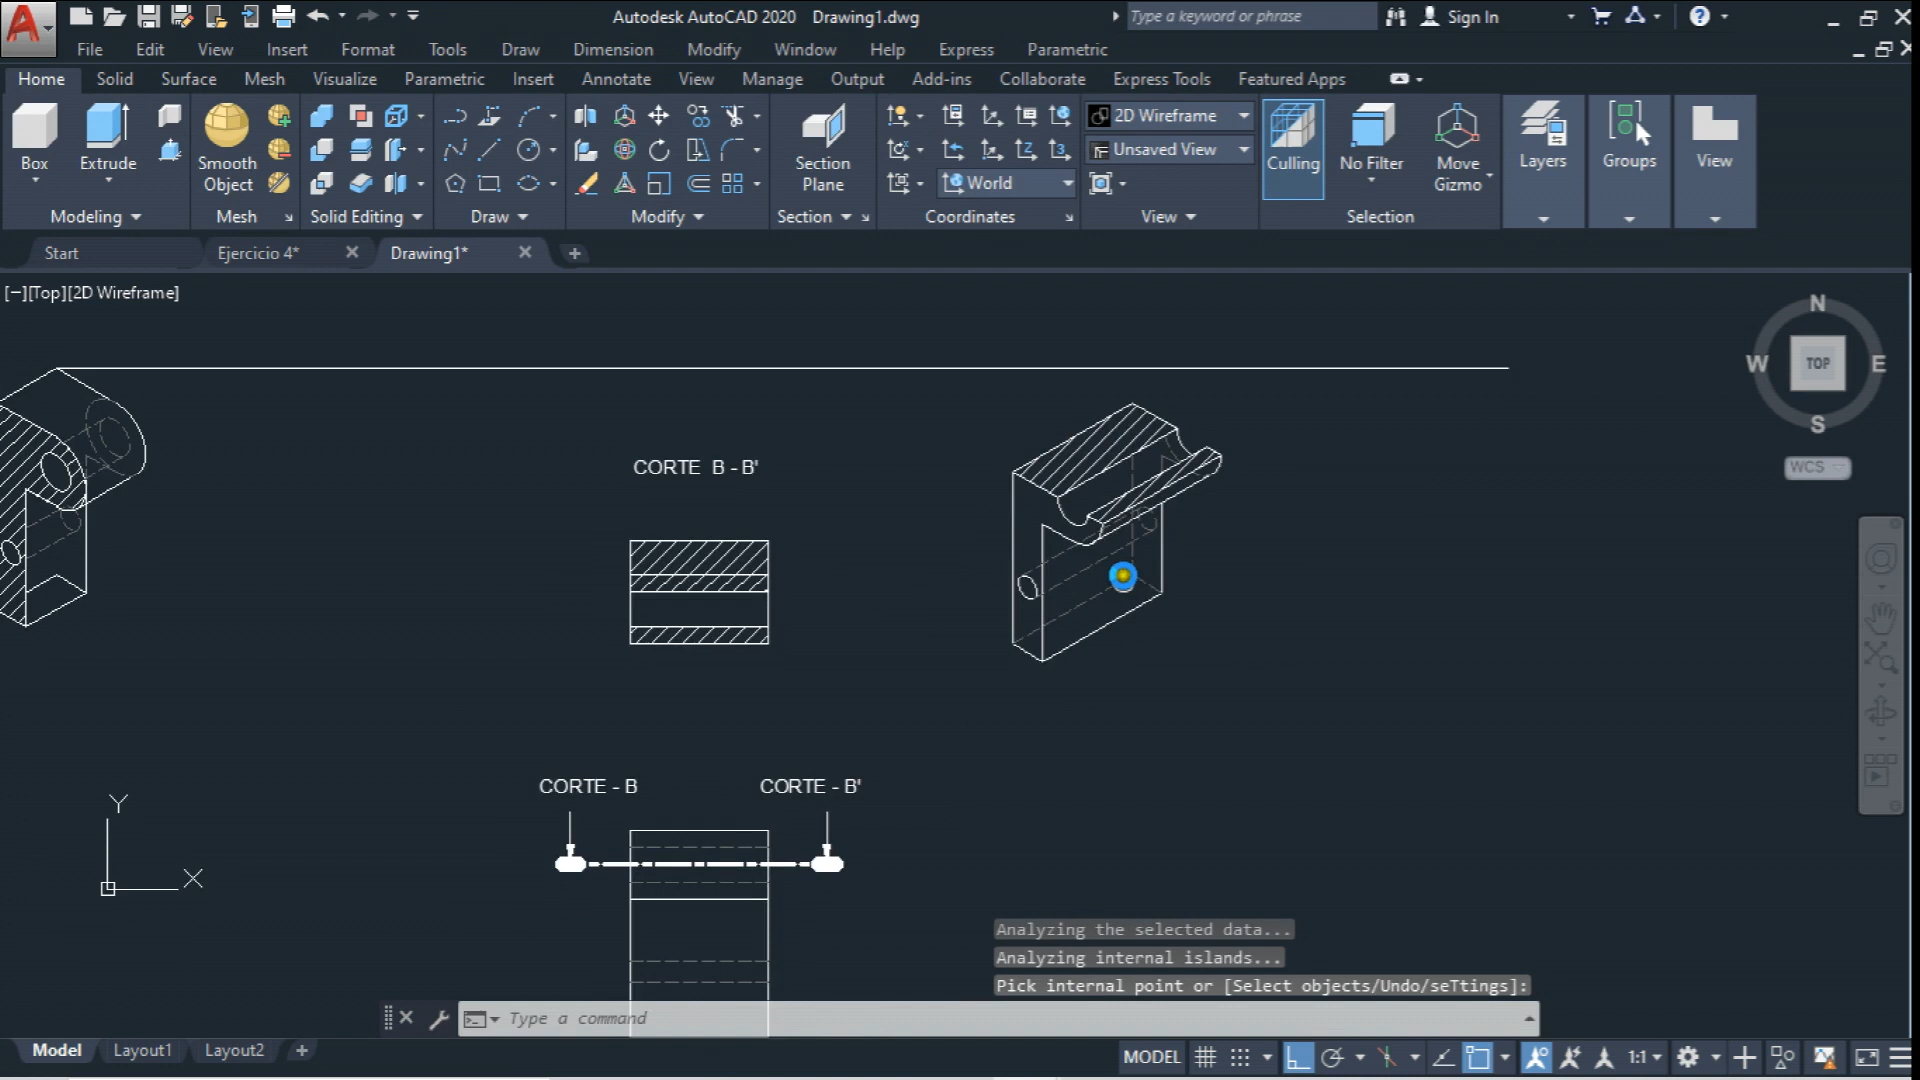 Autodesk AutoCAD 2020 Drawing1.dwg
Type a keyword or phrase
Sign In
File Edit View Insert Format Tools Draw Dimension Modify Window Help Express Parametric
Home Solid Surface Mesh Visualize Parametric Insert Annotate View Manage Output Add-ins Collaborate Express Tools Featured Apps
Box
Extrude
Smooth
Object
Section
Plane
2D Wireframe
Unsaved View
World
Culling
No Filter
Move
Gizmo
Layers
Groups
View
Modeling
Mesh
Solid Editing
Draw
Modify
Section
Coordinates
View
Selection
Start
Ejercicio 4*
Drawing1*
[−][Top][2D Wireframe]
N
W
TOP
E
S
WCS
CORTE B - B'
CORTE - B
CORTE - B'
Y
X
Analyzing the selected data...
Analyzing internal islands...
Pick internal point or [Select objects/Undo/seTtings]:
Type a command
Model Layout1 Layout2
MODEL
1:1